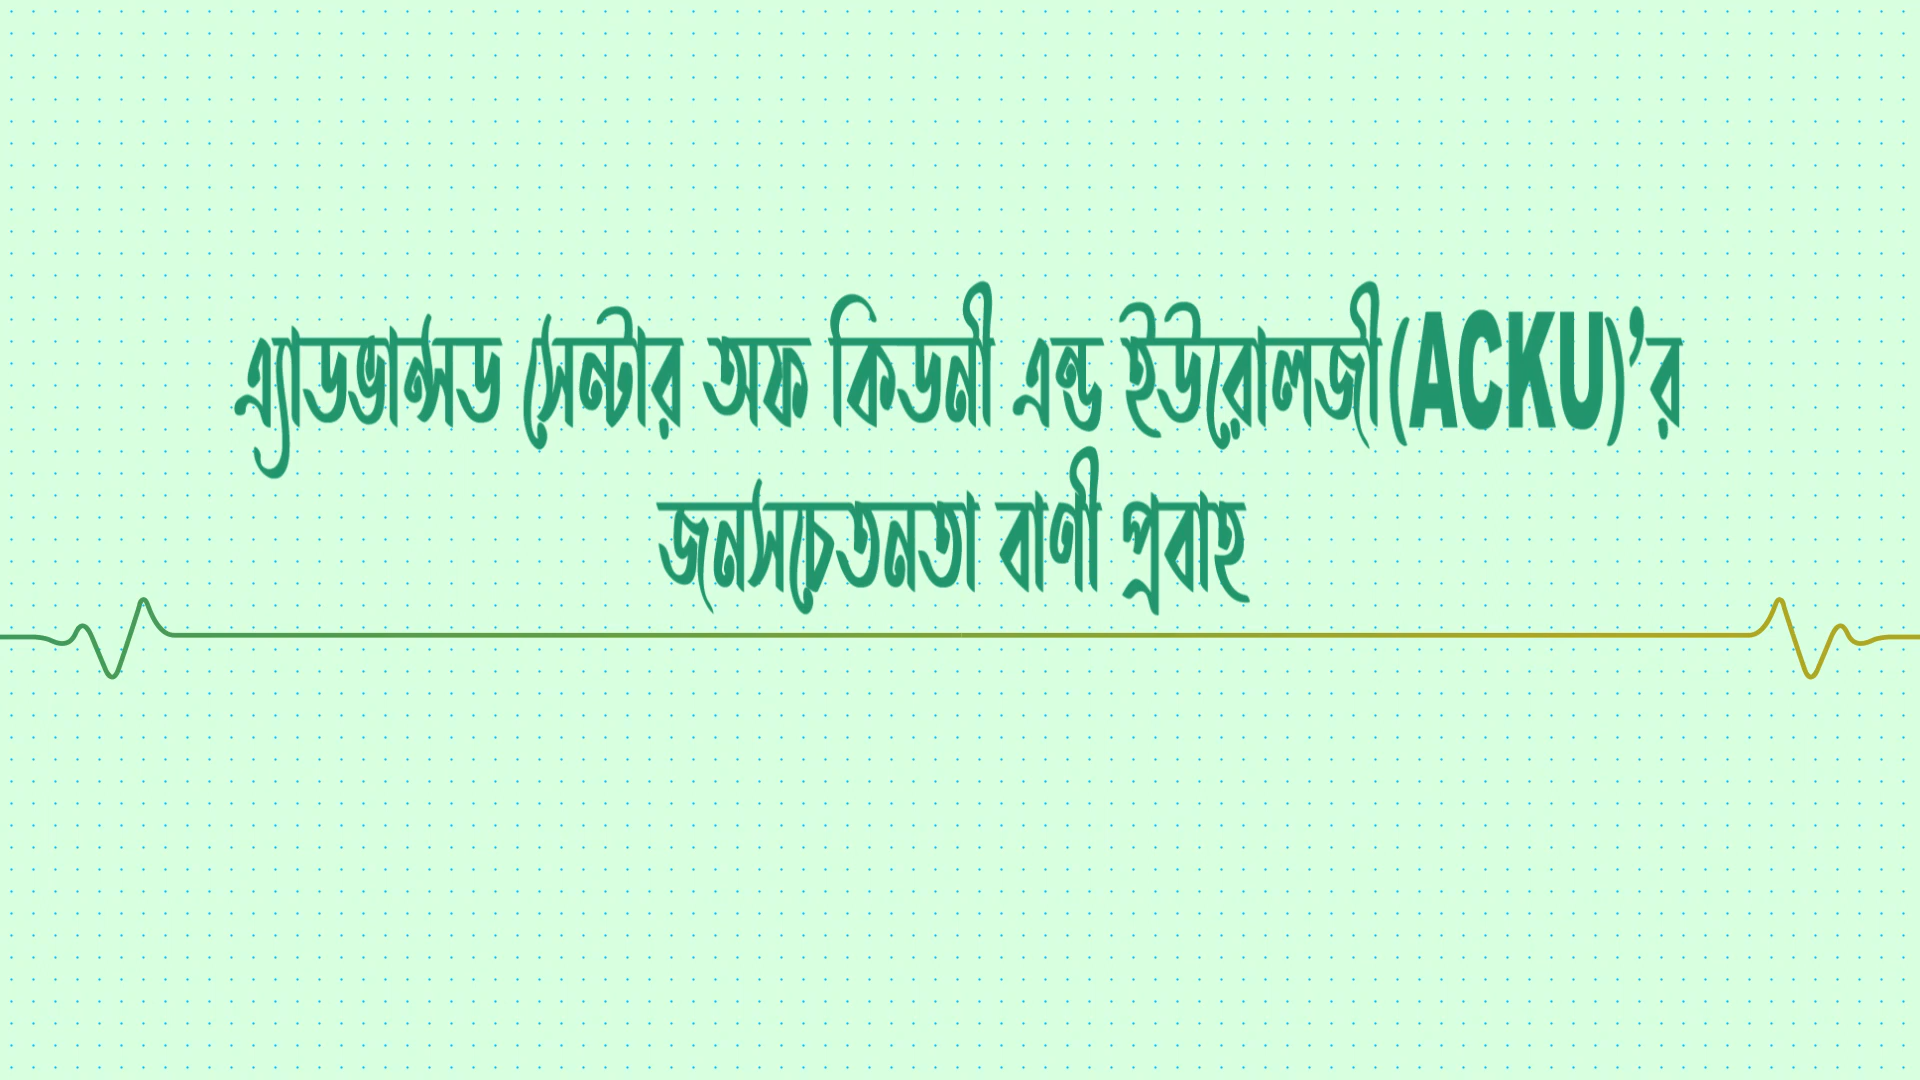 এ্যাডভান্সড সেন্টার অফ কিডনী এন্ড ইউরোলজী(ACKU)’র
জনসচেতনতা বাণী প্রবাহ